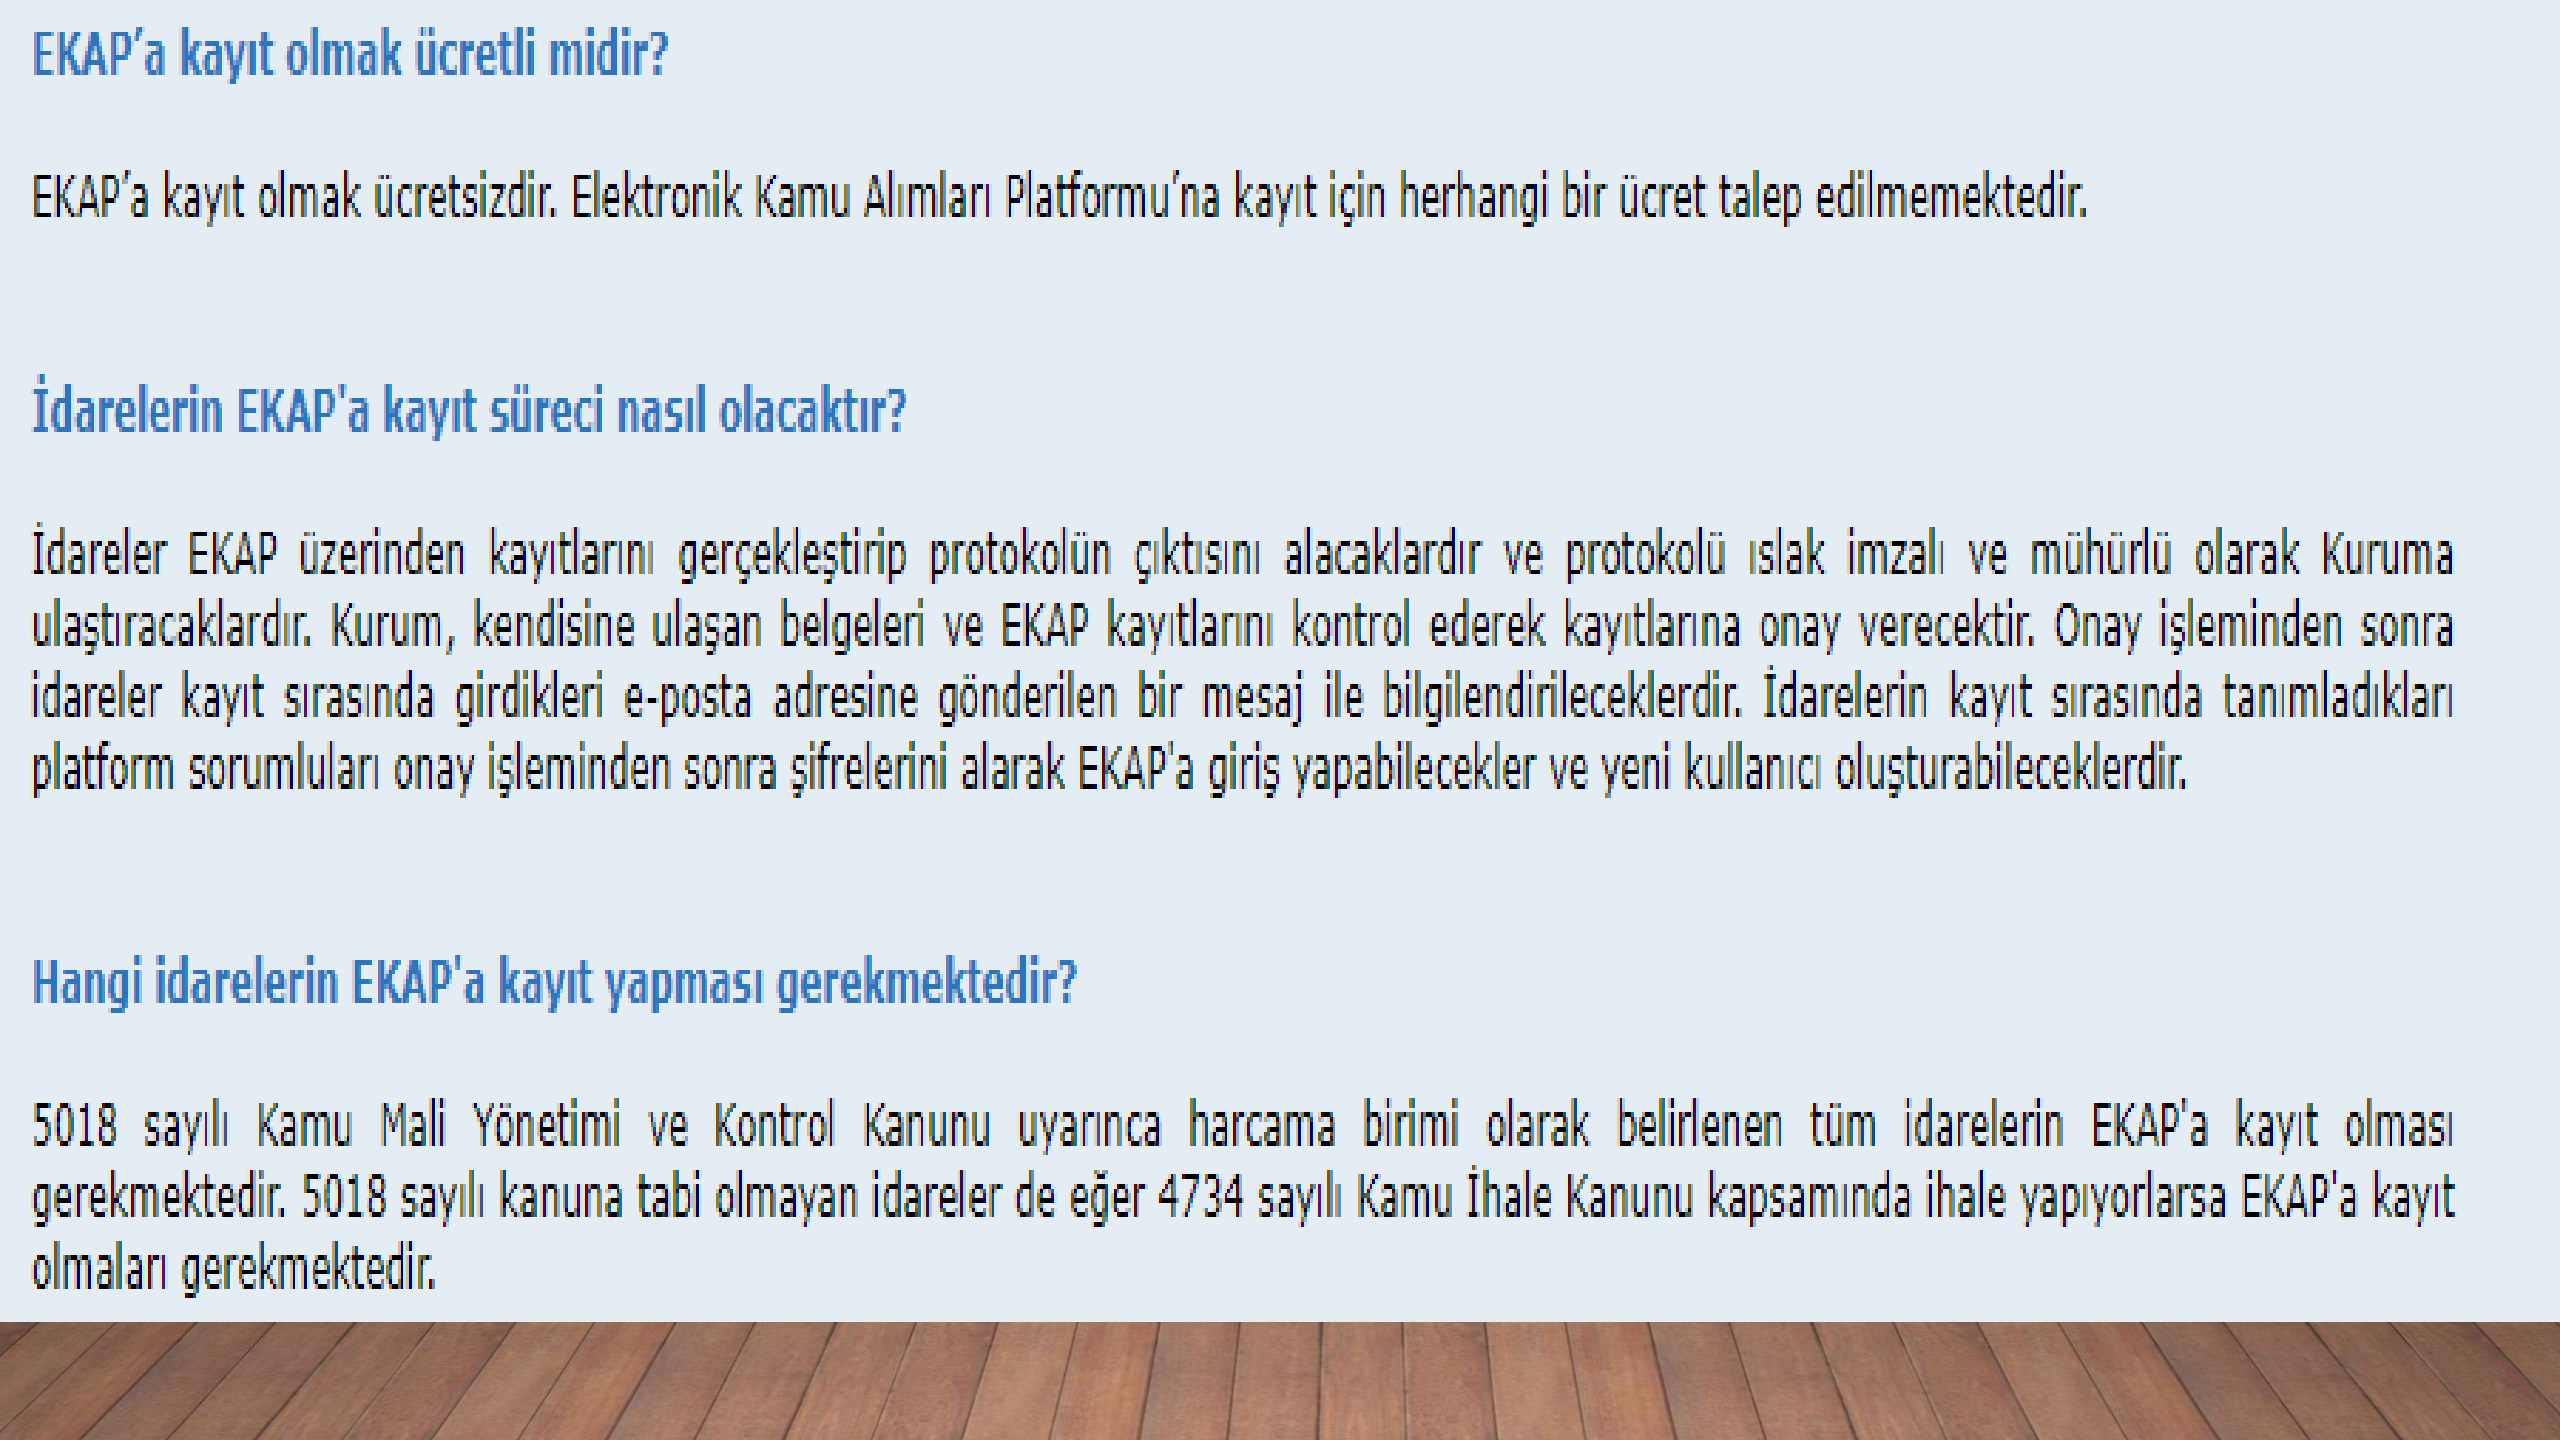 EKAP’a kayıt olmak ücretli midir?
EKAP’a kayıt olmak ücretsizdir. Elektronik Kamu Alımları Platformu’na kayıt için herhangi bir ücret talep edilmemektedir.
İdarelerin EKAP'a kayıt süreci nasıl olacaktır?
İdareler EKAP üzerinden kayıtlarını gerçekleştirip protokolün çıktısını alacaklardır ve protokolü ıslak imzalı ve mühürlü olarak Kuruma
ulaştıracaklardır. Kurum, kendisine ulaşan belgeleri ve EKAP kayıtlarını kontrol ederek kayıtlarına onay verecektir. Onay işleminden sonra
idareler kayıt sırasında girdikleri e-posta adresine gönderilen bir mesaj ile bilgilendirileceklerdir. İdarelerin kayıt sırasında tanımladıkları
platform sorumluları onay işleminden sonra şifrelerini alarak EKAP'a giriş yapabilecekler ve yeni kullanıcı oluşturabileceklerdir.
Hangi idarelerin EKAP'a kayıt yapması gerekmektedir?
5018 sayılı Kamu Mali Yönetimi ve Kontrol Kanunu uyarınca harcama birimi olarak belirlenen tüm idarelerin EKAP'a kayıt olması
gerekmektedir. 5018 sayılı kanuna tabi olmayan idareler de eğer 4734 sayılı Kamu İhale Kanunu kapsamında ihale yapıyorlarsa EKAP'a kayıt
olmaları gerekmektedir.